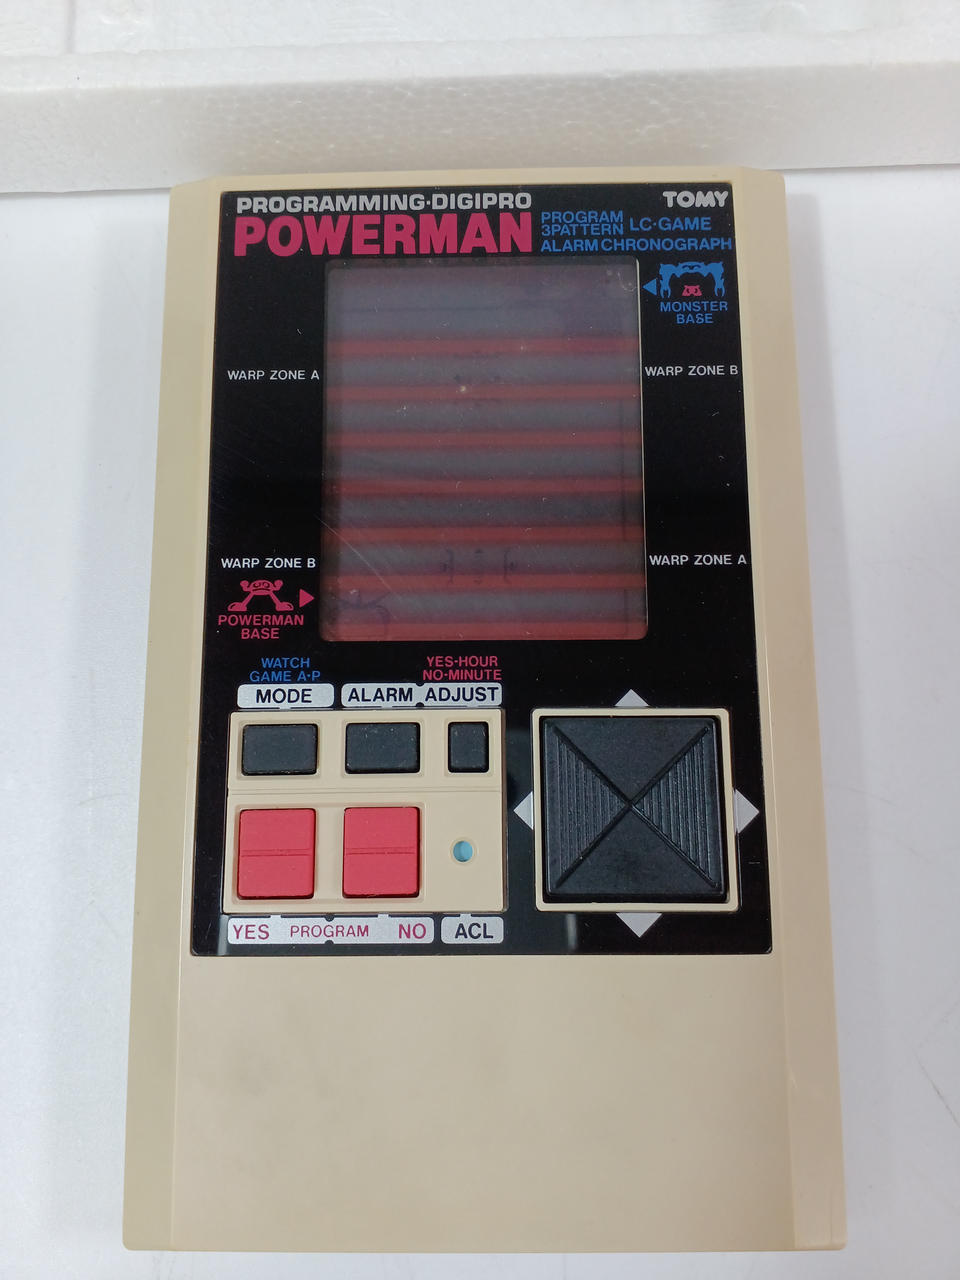 PROGRAMMING·DIGIPRO
TOMY
POWERMAN
PROGRAM
3PATTERN
LC·GAME
ALARM CHRONOGRAPH
MONSTER
BASE
WARP ZONE A
WARP ZONE B
WARP ZONE B
WARP ZONE A
POWERMAN
BASE
WATCH
GAME A·P
YES-HOUR
NO-MINUTE
MODE
ALARM
ADJUST
YES
PROGRAM
NO
ACL